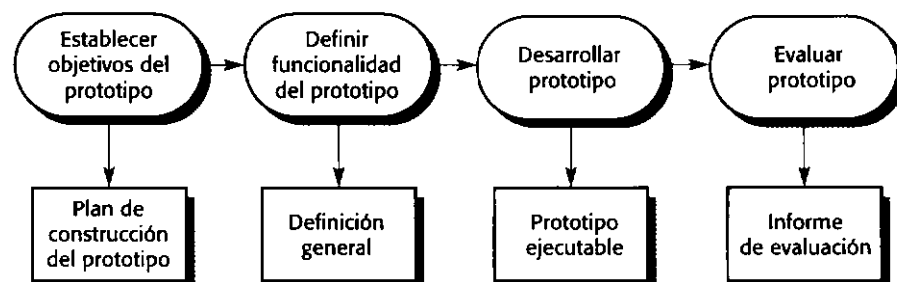 Establecer
objetivos del
prototipo
Definir
funcionalidad
del prototipo
Desarrollar
prototipo
Evaluar
prototipo
Plan de
construcción
del prototipo
Definición
general
Prototipo
ejecutable
Informe
de evaluación